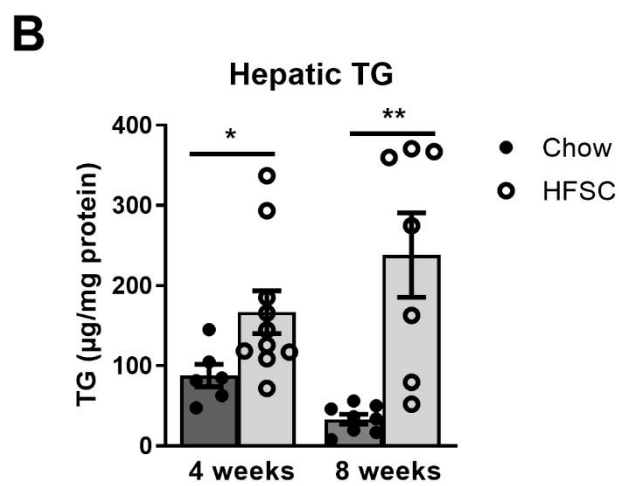 B
Hepatic TG
TG (µg/mg protein)
400
300
200
100
0
*
**
4 weeks
8 weeks
Chow
HFSC